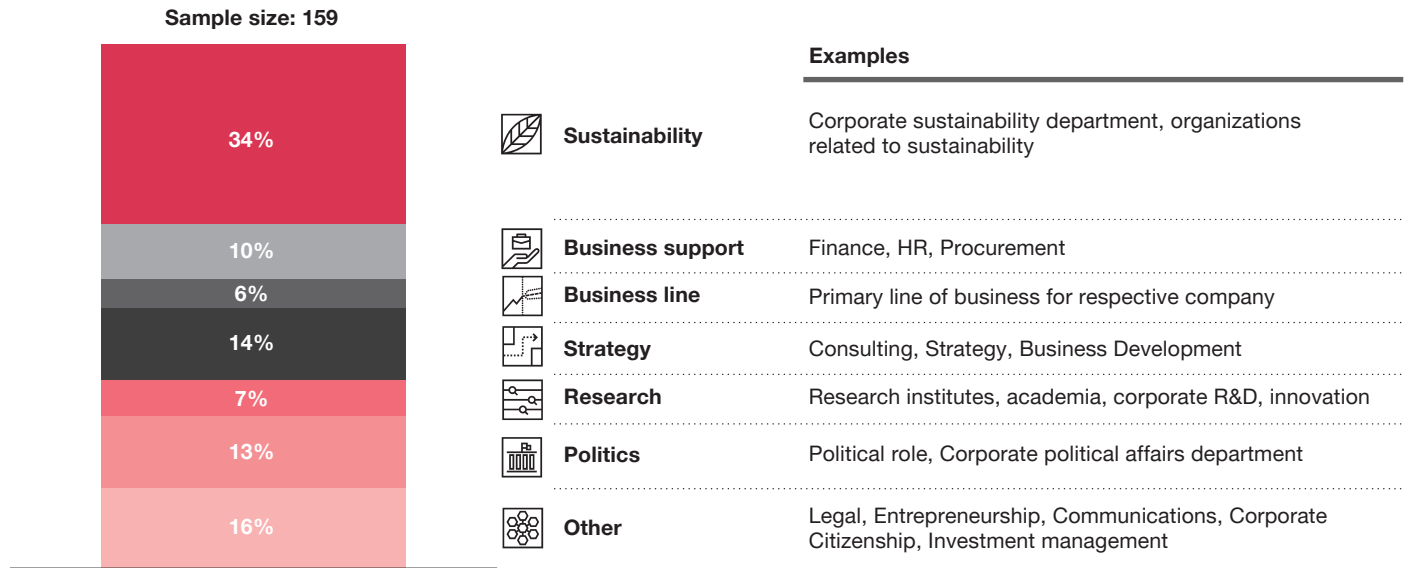 Sample size: 159
Examples
34%
Sustainability
Corporate sustainability department, organizations
related to sustainability
10%
Business support
Finance, HR, Procurement
6%
Business line
Primary line of business for respective company
14%
Strategy
Consulting, Strategy, Business Development
7%
Research
Research institutes, academia, corporate R&D, innovation
13%
Politics
Political role, Corporate political affairs department
16%
Other
Legal, Entrepreneurship, Communications, Corporate
Citizenship, Investment management